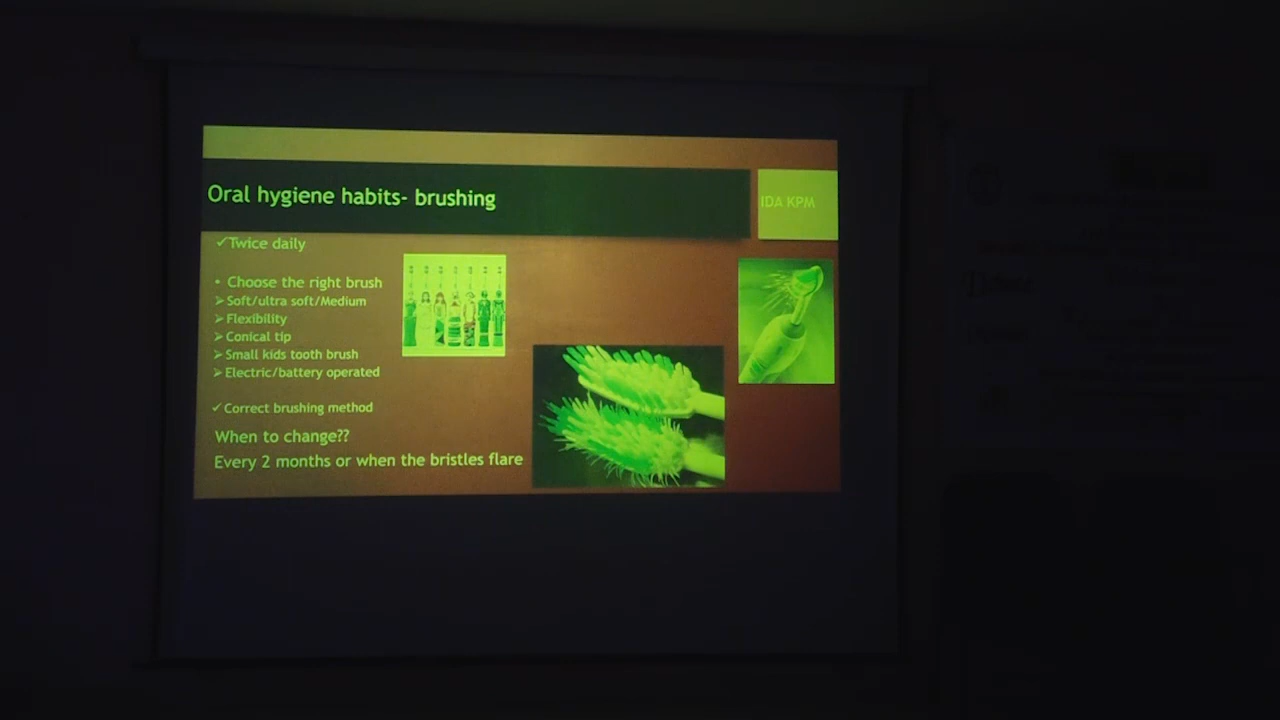 Oral hygiene habits- brushing
IDA KPM
✓Twice daily
• Choose the right brush
➢ Soft/ultra soft/Medium
➢ Flexibility
➢ Conical tip
➢ Small kids tooth brush
➢ Electric/battery operated
✓ Correct brushing method
When to change??
Every 2 months or when the bristles flare